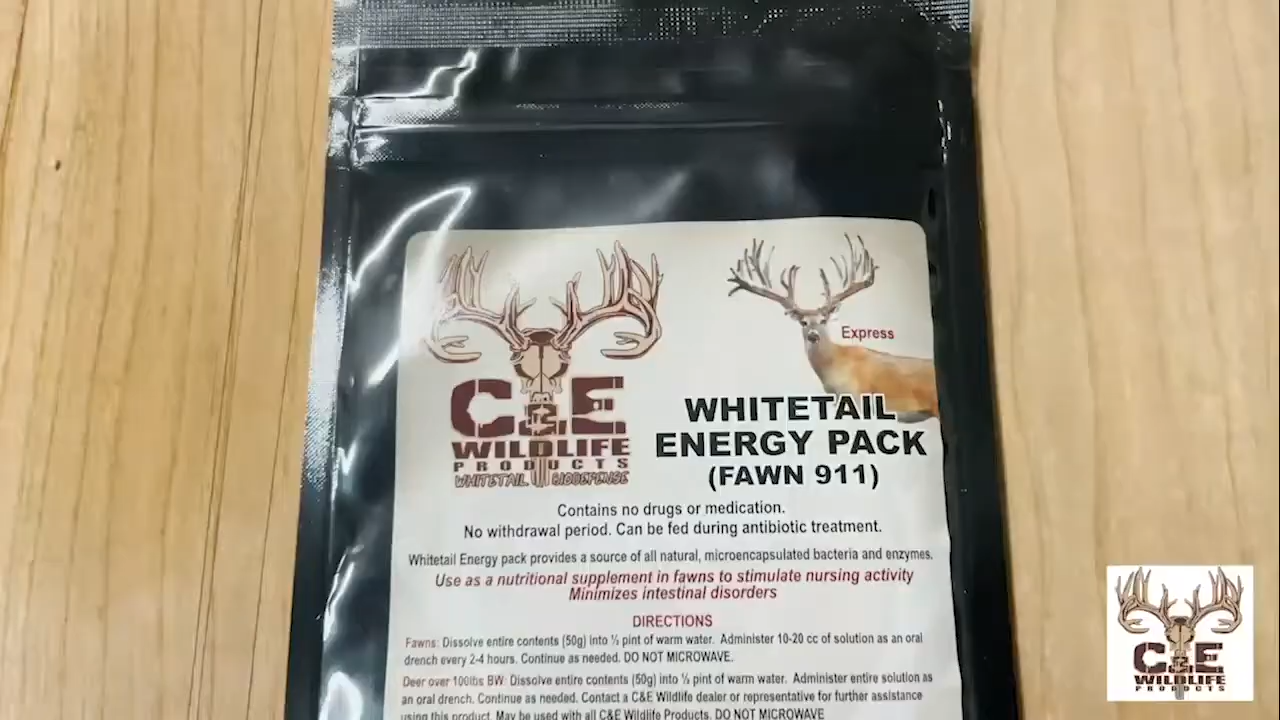 Express
C&E
WILDLIFE
PRODUCTS
WHITETAIL BIODEFENSE
WHITETAIL
ENERGY PACK
(FAWN 911)
Contains no drugs or medication.
No withdrawal period. Can be fed during antibiotic treatment.
Whitetail Energy pack provides a source of all natural, microencapsulated bacteria and enzymes.
Use as a nutritional supplement in fawns to stimulate nursing activity
Minimizes intestinal disorders
DIRECTIONS
Fawns: Dissolve entire contents (50g) into ½ pint of warm water. Administer 10-20 cc of solution as an oral
drench every 2-4 hours. Continue as needed. DO NOT MICROWAVE.
Deer over 100lbs BW: Dissolve entire contents (50g) into ½ pint of warm water. Administer entire solution as
an oral drench. Continue as needed. Contact a C&E Wildlife dealer or representative for further assistance
using this product. May be used with all C&E Wildlife Products. DO NOT MICROWAVE
C&E
WILDLIFE
PRODUCTS